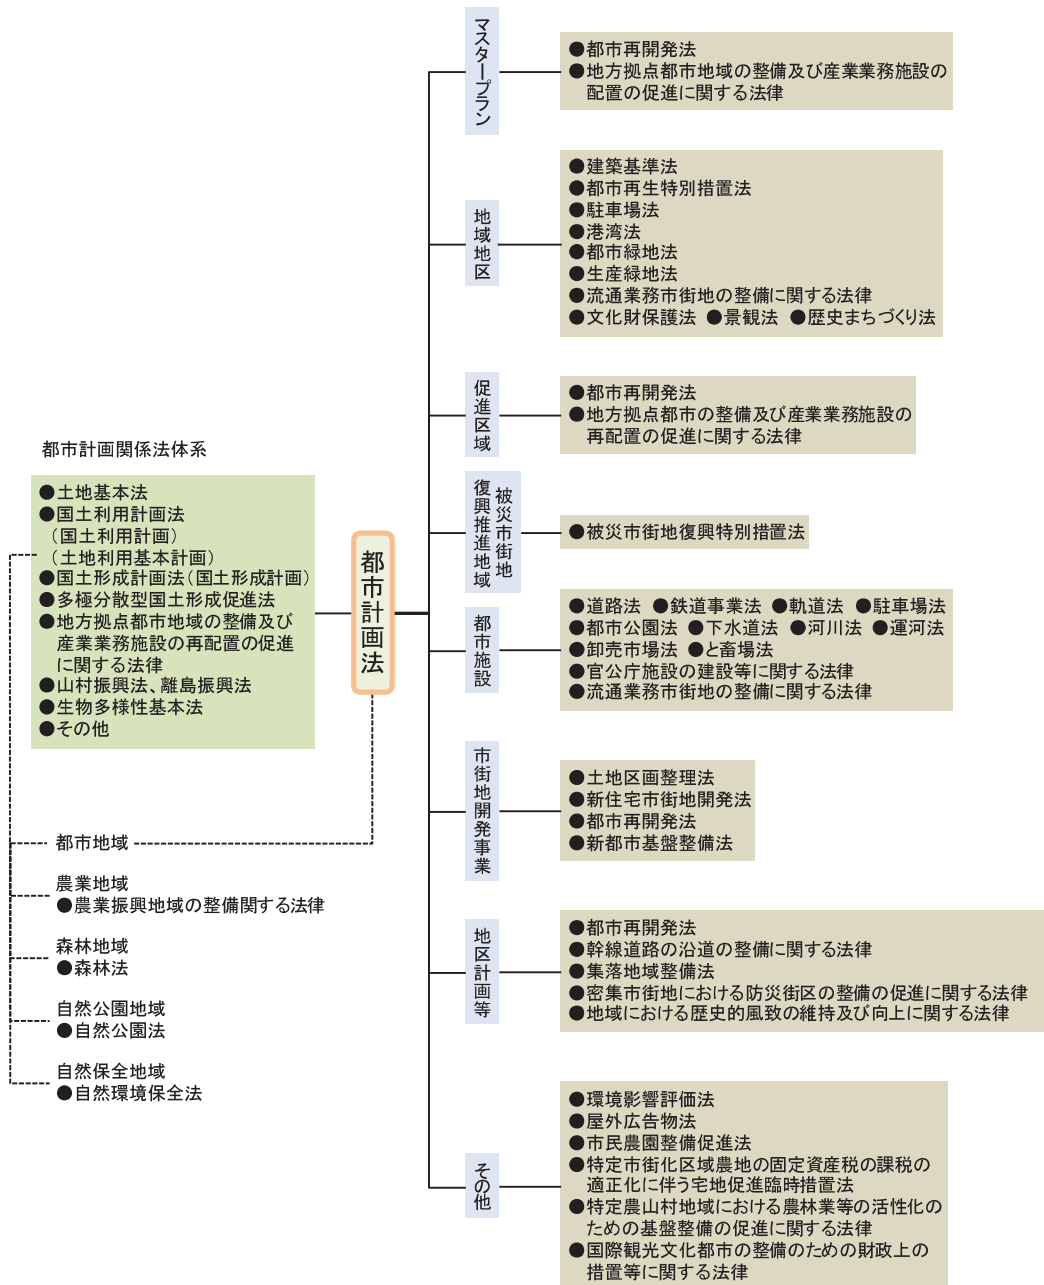 都市計画関係法体系
●土地基本法
●国土利用計画法
（国土利用計画）
（土地利用基本計画）
●国土形成計画法（国土形成計画）
●多極分散型国土形成促進法
●地方拠点都市地域の整備及び
産業業務施設の再配置の促進
に関する法律
●山村振興法、離島振興法
●生物多様性基本法
●その他
都市地域
農業地域
●農業振興地域の整備関する法律
森林地域
●森林法
自然公園地域
●自然公園法
自然保全地域
●自然環境保全法
都市計画法
マスタープラン
●都市再開発法
●地方拠点都市地域の整備及び産業業務施設の
配置の促進に関する法律
地域地区
●建築基準法
●都市再生特別措置法
●駐車場法
●港湾法
●都市緑地法
●生産緑地法
●流通業務市街地の整備に関する法律
●文化財保護法 ●景観法 ●歴史まちづくり法
促進区域
●都市再開発法
●地方拠点都市の整備及び産業業務施設の
再配置の促進に関する法律
被災市街地
復興推進地域
●被災市街地復興特別措置法
都市施設
●道路法 ●鉄道事業法 ●軌道法 ●駐車場法
●都市公園法 ●下水道法 ●河川法 ●運河法
●卸売市場法 ●と畜場法
●官公庁施設の建設等に関する法律
●流通業務市街地の整備に関する法律
市街地開発事業
●土地区画整理法
●新住宅市街地開発法
●都市再開発法
●新都市基盤整備法
地区計画等
●都市再開発法
●幹線道路の沿道の整備に関する法律
●集落地域整備法
●密集市街地における防災街区の整備の促進に関する法律
●地域における歴史的風致の維持及び向上に関する法律
その他
●環境影響評価法
●屋外広告物法
●市民農園整備促進法
●特定市街化区域農地の固定資産税の課税の
適正化に伴う宅地促進臨時措置法
●特定農山村地域における農林業等の活性化の
ための基盤整備の促進に関する法律
●国際観光文化都市の整備のための財政上の
措置等に関する法律